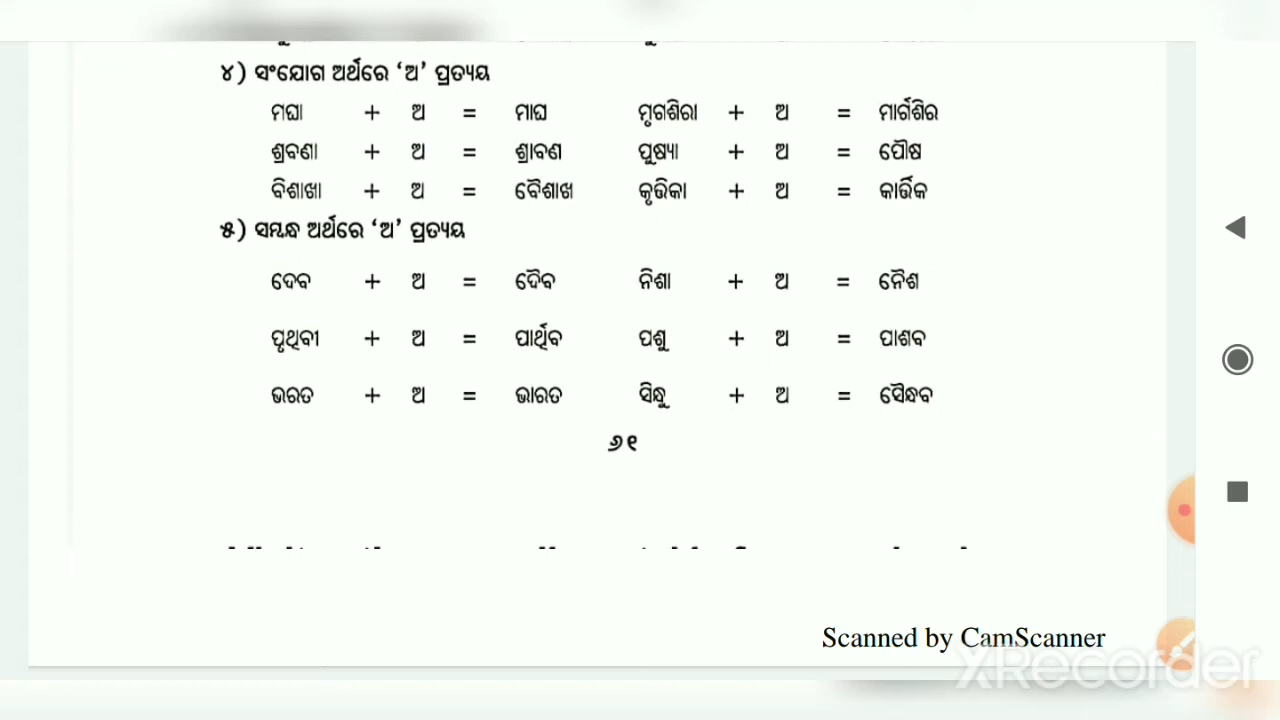 ୪) ସଂଯୋଗ ଅର୍ଥରେ ‘ଅ’ ପ୍ରତ୍ୟୟ
ମଘା + ଅ = ମାଘ ମୃଗଶିରା + ଅ = ମାର୍ଗଶିର
ଶ୍ରବଣା + ଅ = ଶ୍ରାବଣ ପୁଷ୍ୟା + ଅ = ପୌଷ
ବିଶାଖା + ଅ = ବୈଶାଖ କୃତ୍ତିକା + ଅ = କାର୍ତ୍ତିକ
୫) ସମ୍ବନ୍ଧ ଅର୍ଥରେ ‘ଅ’ ପ୍ରତ୍ୟୟ
ଦେବ + ଅ = ଦୈବ ନିଶା + ଅ = ନୈଶ
ପୃଥିବୀ + ଅ = ପାର୍ଥିବ ପଶୁ + ଅ = ପାଶବ
ଭରତ + ଅ = ଭାରତ ସିନ୍ଧୁ + ଅ = ସୈନ୍ଧବ
୬୧
Scanned by CamScanner
XRecorder